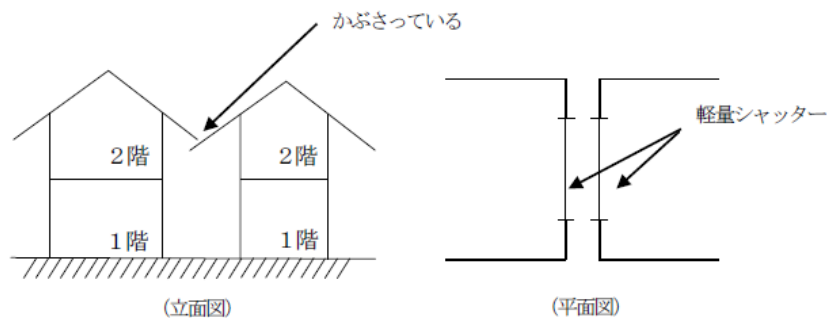 かぶさっている
軽量シャッター
2階
2階
1階
1階
(立面図)
(平面図)